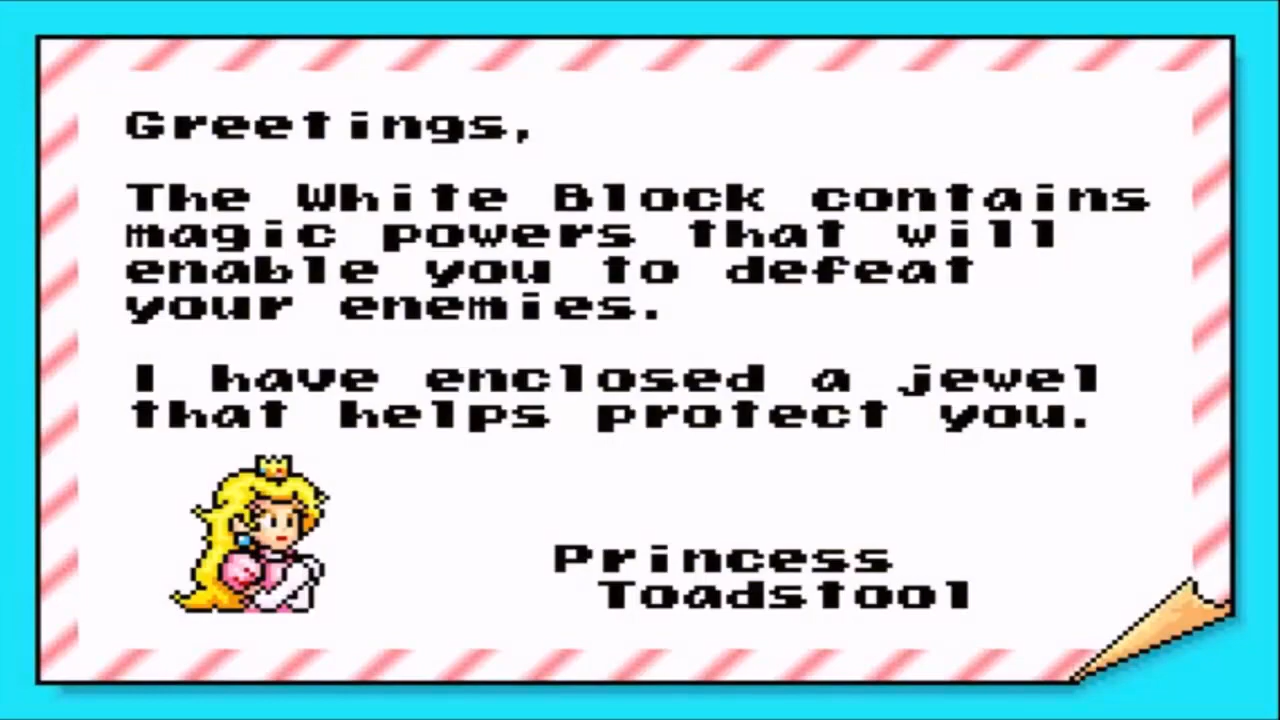 Greetings,
The White Block contains
magic powers that will
enable you to defeat
your enemies.
I have enclosed a jewel
that helps protect you.
Princess
Toadstool